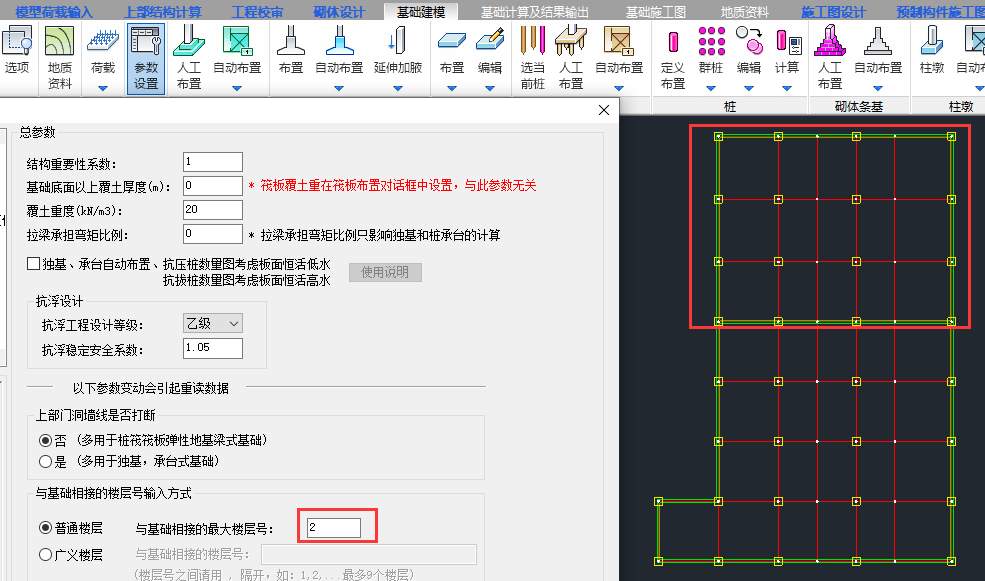 模型荷载输入 上部结构计算 工程校审 砌体设计 基础建模 基础计算及结果输出 基础施工图 地质资料 施工图设计 预制构件施工图
选项 地质资料 荷载 参数设置 人工布置 自动布置 布置 自动布置 延伸加腋 布置 编辑 选当前桩 人工布置 自动布置 定义布置 群桩 编辑 计算 人工布置 自动布置 柱墩 自动布
桩 砌体条基 柱墩
总参数
结构重要性系数: 1
基础底面以上覆土厚度(m): 0 * 筏板覆土重在筏板布置对话框中设置，与此参数无关
覆土重度(kN/m3): 20
拉梁承担弯矩比例: 0 * 拉梁承担弯矩比例只影响独基和桩承台的计算
独基、承台自动布置、抗压桩数量图考虑板面恒活低水
抗拔桩数量图考虑板面恒活高水 使用说明
抗浮设计
抗浮工程设计等级: 乙级
抗浮稳定安全系数: 1.05
以下参数变动会引起重读数据
上部门洞墙线是否打断
否 (多用于桩筏筏板弹性地基梁式基础)
是 (多用于独基，承台式基础)
与基础相接的楼层号输入方式
普通楼层 与基础相接的最大楼层号: 2
广义楼层 与基础相接的楼层号:
(楼层号之间请用 , 隔开，如: 1,2,...最多9个楼层)